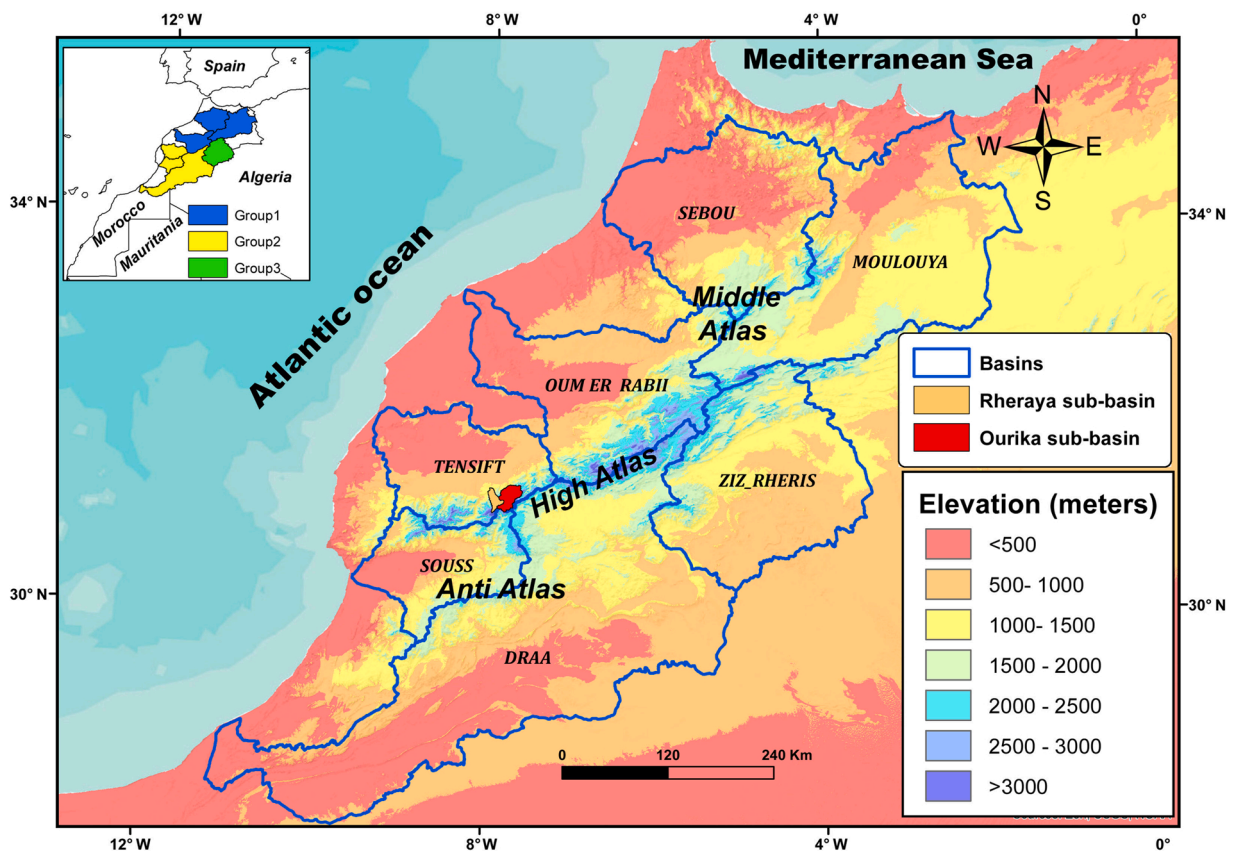 12° W
8° W
4° W
0°
Mediterranean Sea
Spain
Algeria
Morocco
Mauritania
Group1
Group2
Group3
N
W
E
S
34° N
34° N
SEBOU
MOULOUYA
Atlantic ocean
Middle
Atlas
Basins
Rheraya sub-basin
Ourika sub-basin
OUM ER RABII
TENSIFT
High Atlas
ZIZ_RHERIS
SOUSS
Anti Atlas
30° N
30° N
DRAA
Elevation (meters)
<500
500- 1000
1000- 1500
1500 - 2000
2000 - 2500
2500 - 3000
>3000
0
120
240 Km
12° W
8° W
4° W
0°